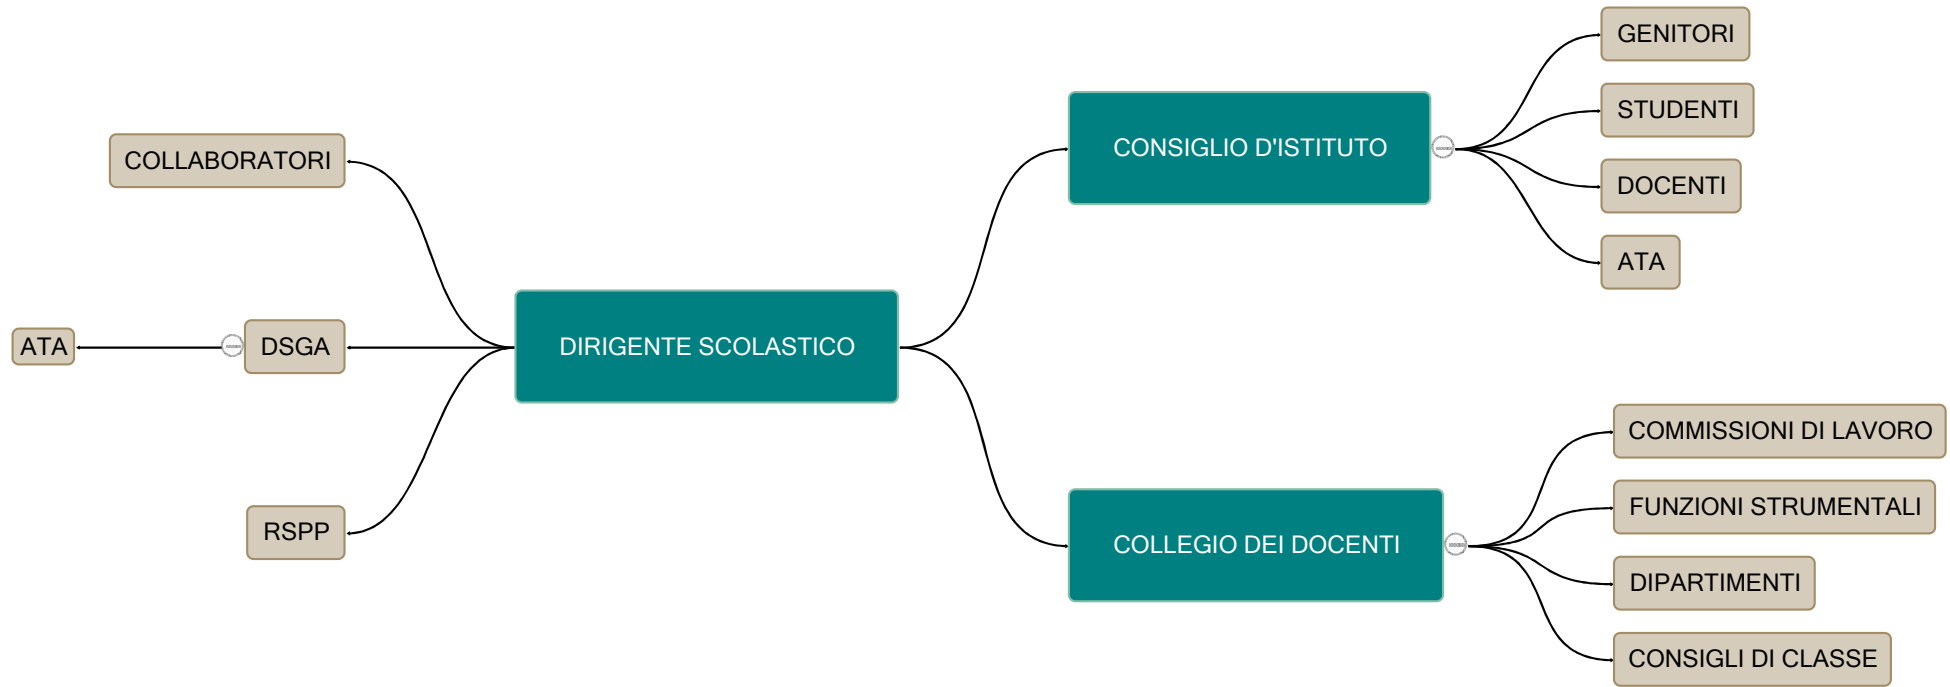 COLLABORATORI
ATA
DSGA
RSPP
DIRIGENTE SCOLASTICO
CONSIGLIO D'ISTITUTO
GENITORI
STUDENTI
DOCENTI
ATA
COLLEGIO DEI DOCENTI
COMMISSIONI DI LAVORO
FUNZIONI STRUMENTALI
DIPARTIMENTI
CONSIGLI DI CLASSE